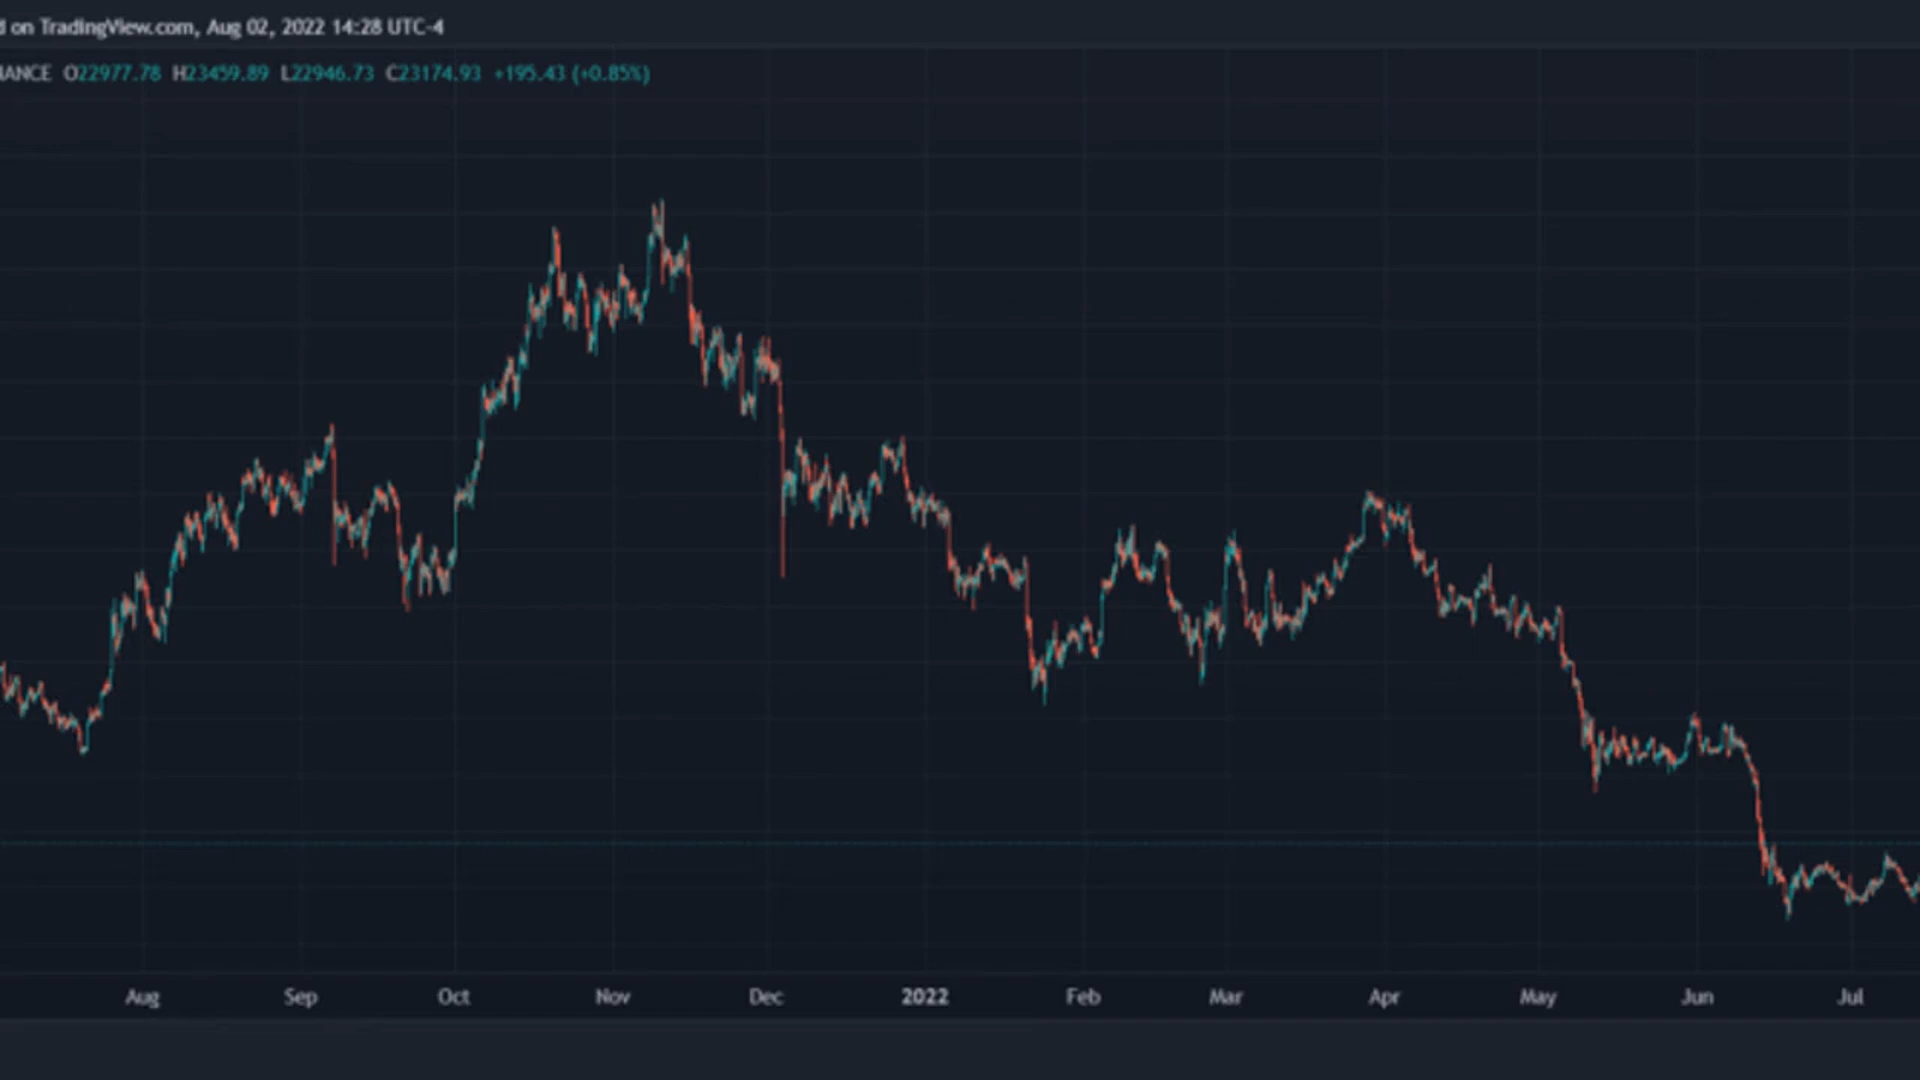 on TradingView.com, Aug 02, 2022 14:28 UTC-4
O22977.78 H23459.89 L22946.73 C23174.93 +195.43 (+0.85%)
Aug Sep Oct Nov Dec 2022 Feb Mar Apr May Jun Jul